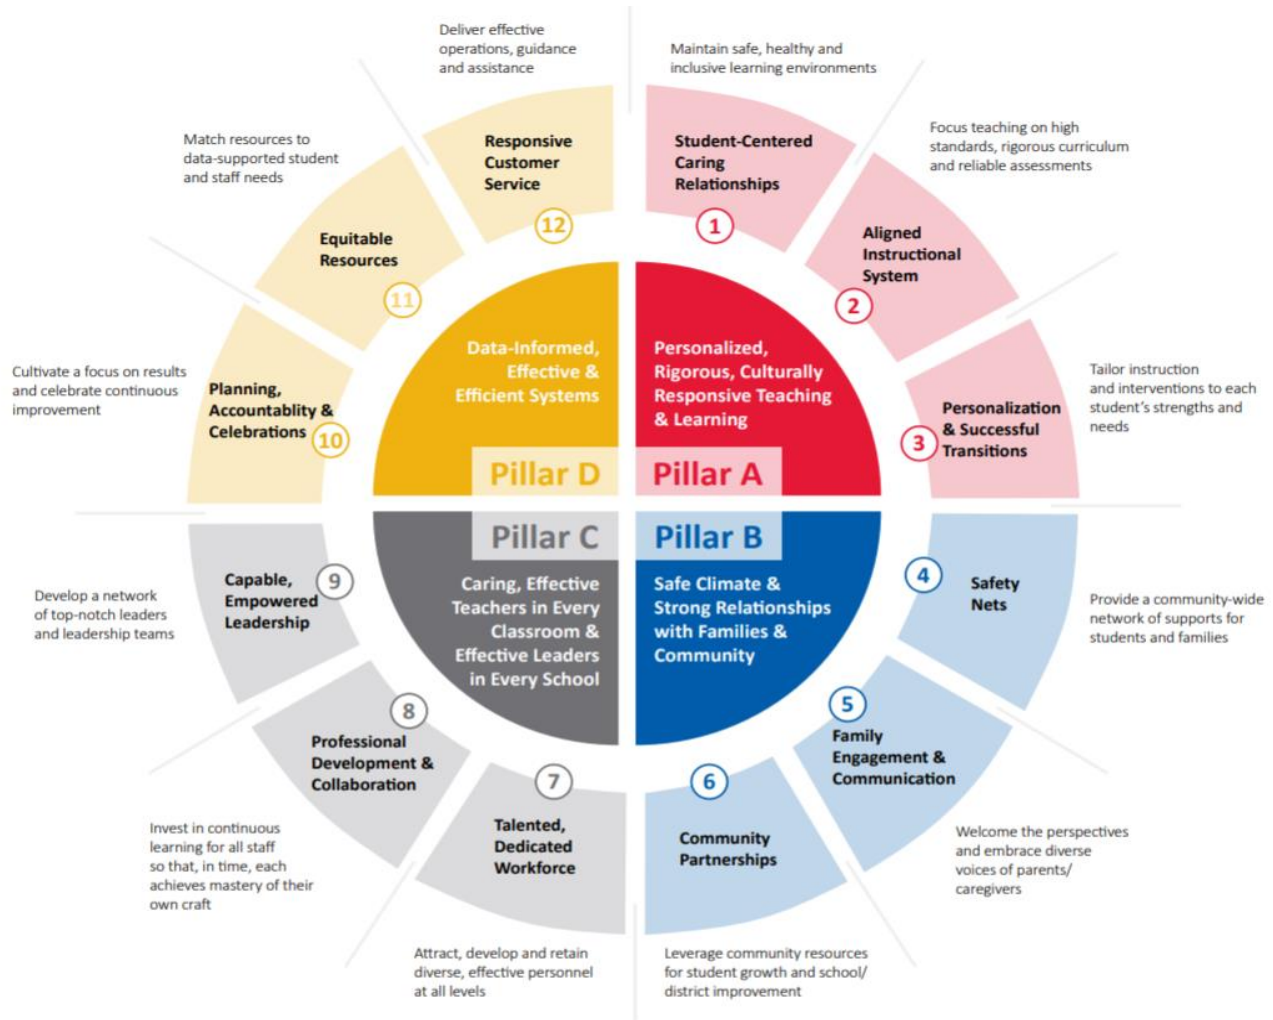 Deliver effective
operations, guidance
and assistance
Maintain safe, healthy and
inclusive learning environments
Match resources to
data-supported student
and staff needs
Responsive
Customer
Service
12
Student-Centered
Caring
Relationships
1
Focus teaching on high
standards, rigorous curriculum
and reliable assessments
Equitable
Resources
11
Aligned
Instructional
System
2
Cultivate a focus on results
and celebrate continuous
improvement
Planning,
Accountablity &
Celebrations
10
Data-Informed,
Effective &
Efficient Systems
Pillar D
Personalized,
Rigorous, Culturally
Responsive Teaching
& Learning
Pillar A
Personalization
& Successful
Transitions
3
Tailor instruction
and interventions to each
student's strengths and
needs
Develop a network
of top-notch leaders
and leadership teams
Capable,
Empowered
Leadership
9
Pillar C
Caring, Effective
Teachers in Every
Classroom &
Effective Leaders
in Every School
Pillar B
Safe Climate &
Strong Relationships
with Families &
Community
4
Safety
Nets
Provide a community-wide
network of supports for
students and families
8
Professional
Development &
Collaboration
Invest in continuous
learning for all staff
so that, in time, each
achieves mastery of their
own craft
7
Talented,
Dedicated
Workforce
Attract, develop and retain
diverse, effective personnel
at all levels
6
Community
Partnerships
Leverage community resources
for student growth and school/
district improvement
5
Family
Engagement &
Communication
Welcome the perspectives
and embrace diverse
voices of parents/
caregivers